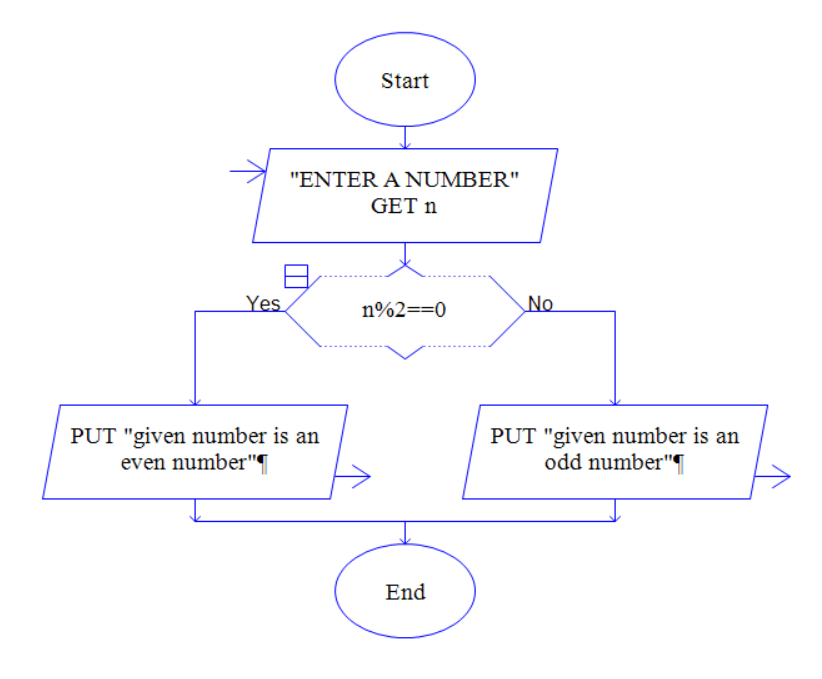 Start
"ENTER A NUMBER"
GET n
Yes
n%2==0
No
PUT "given number is an
even number"¶
PUT "given number is an
odd number"¶
End